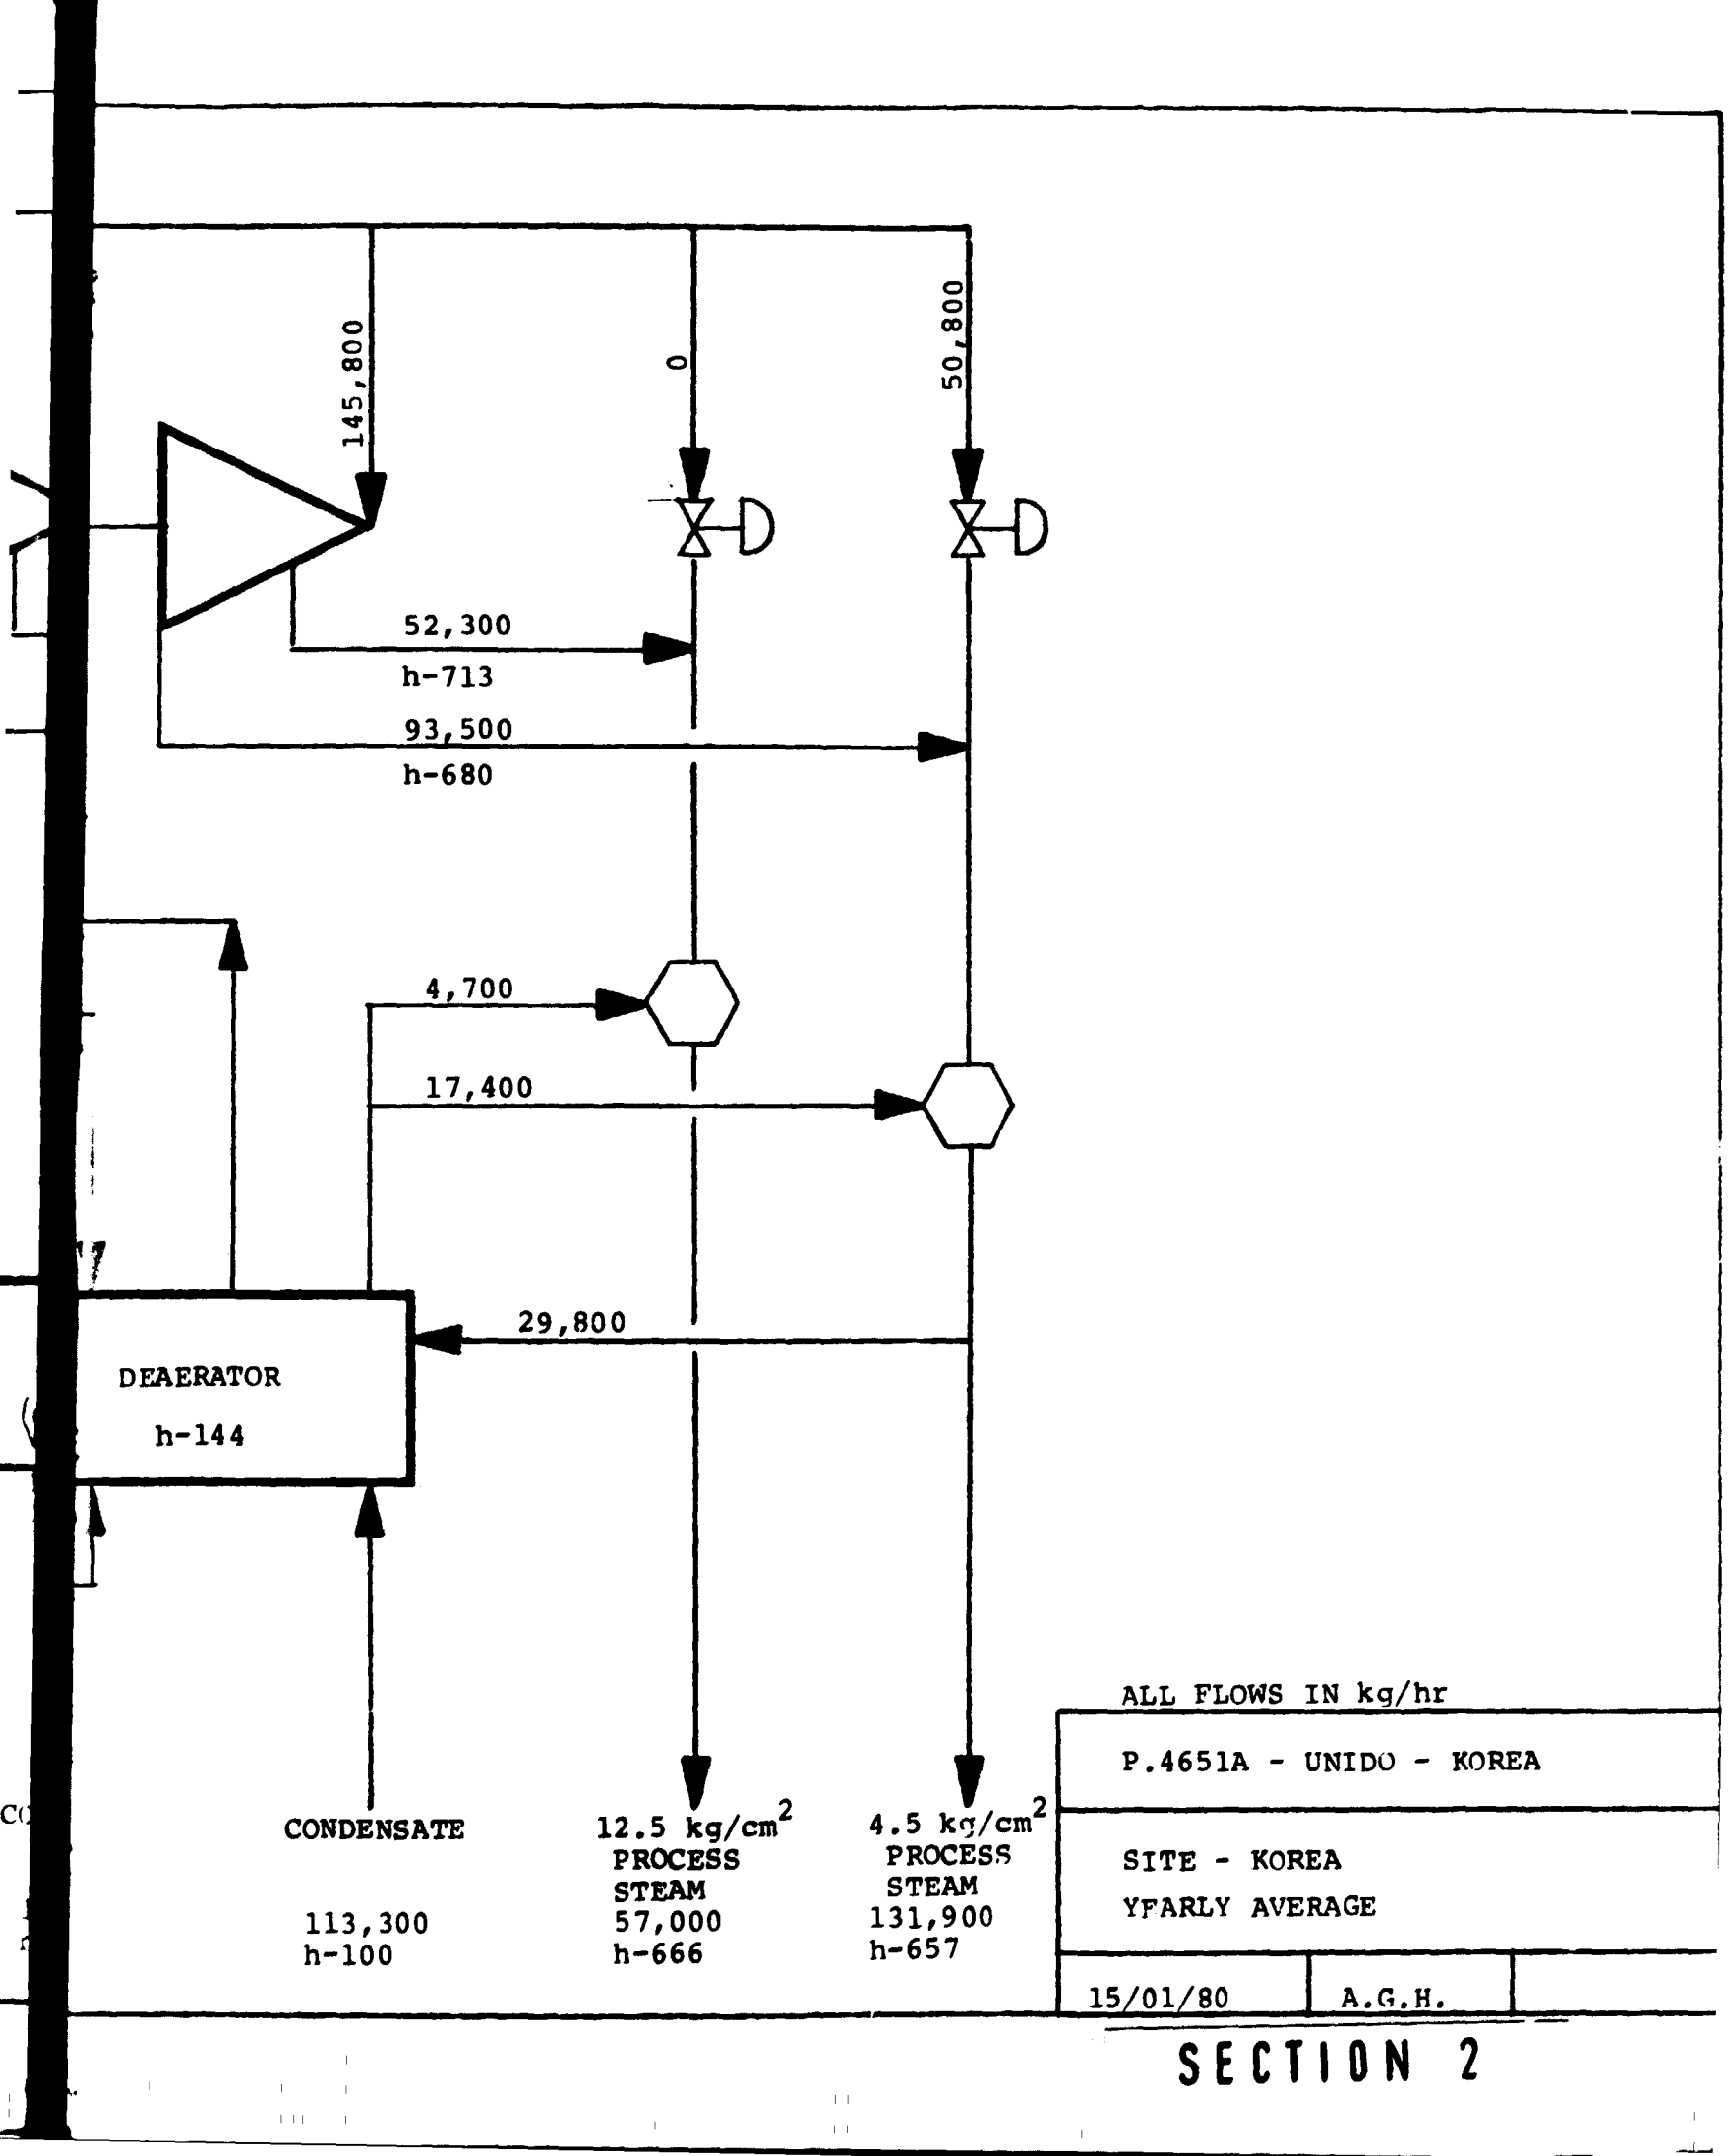 145,800
0
50,800
52,300
h-713
93,500
h-680
4,700
17,400
29,800
DEAERATOR
h-144
CONDENSATE
113,300
h-100
12.5 kg/cm2
PROCESS
STEAM
57,000
h-666
4.5 kg/cm2
PROCESS
STEAM
131,900
h-657
ALL FLOWS IN kg/hr
P.4651A - UNIDO - KOREA
SITE - KOREA
YEARLY AVERAGE
15/01/80 A.G.H.
SECTION 2